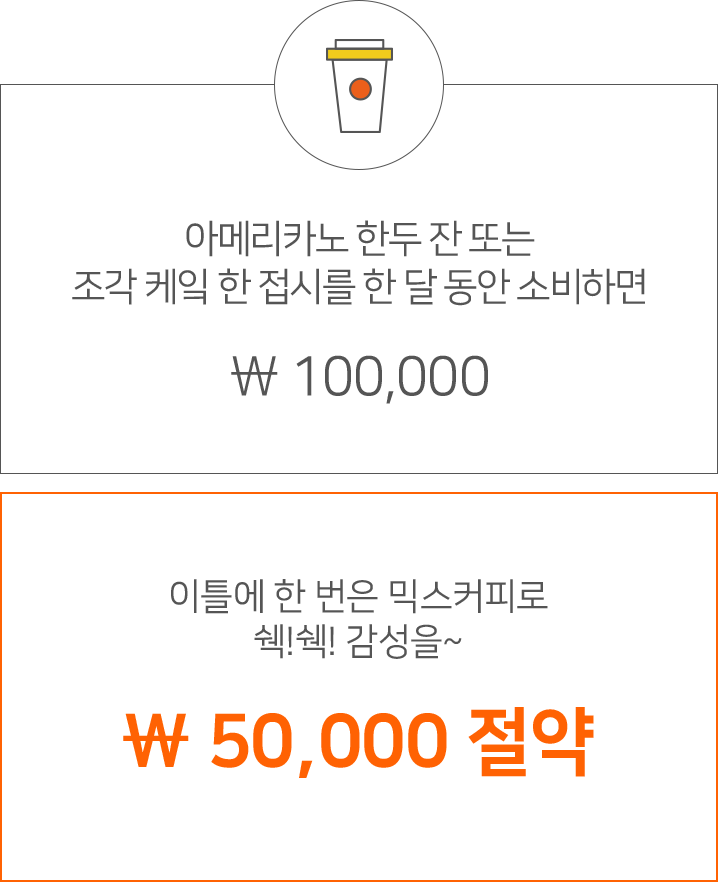 아메리카노 한두 잔 또는
조각 케잌 한 접시를 한 달 동안 소비하면
₩ 100,000
이틀에 한 번은 믹스커피로
쉑!쉑! 감성을~
₩ 50,000 절약